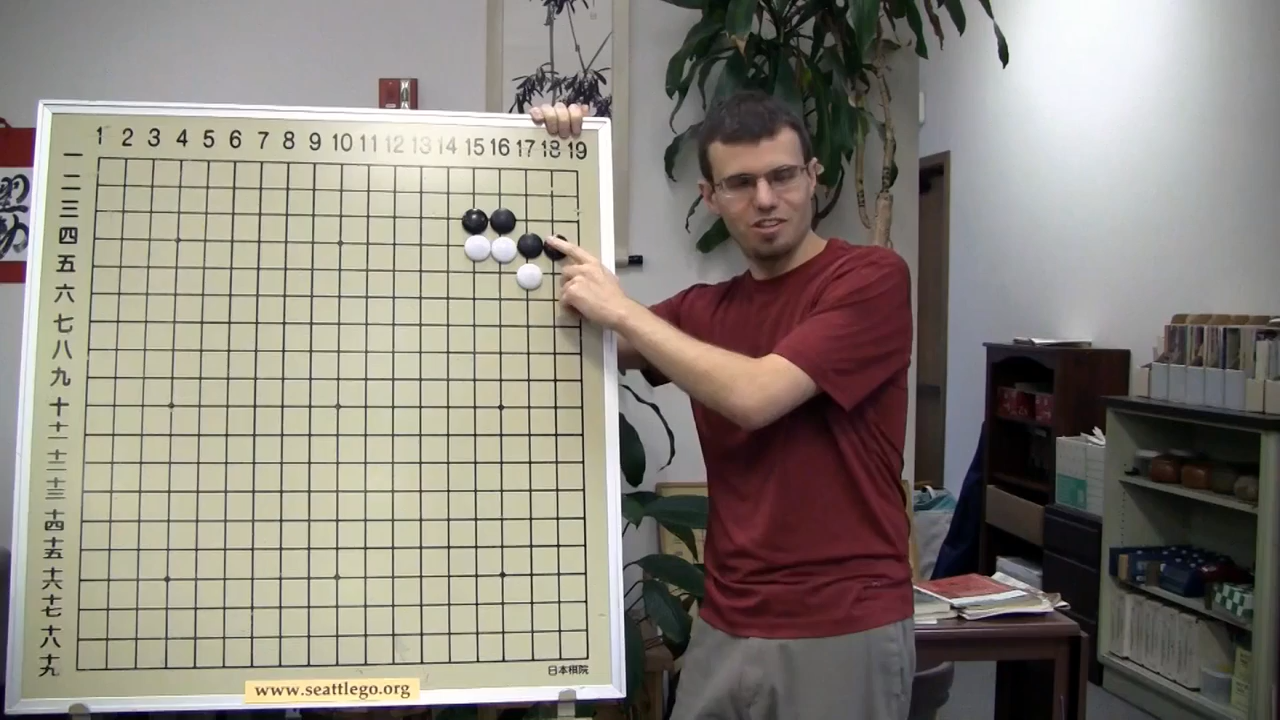 1 2 3 4 5 6 7 8 9 10 11 12 13 14 15 16 17 18 19
一
二
三
四
五
六
七
八
九
十
十一
十二
十三
十四
十五
十六
十七
十八
十九
日本棋院
www.seattlego.org